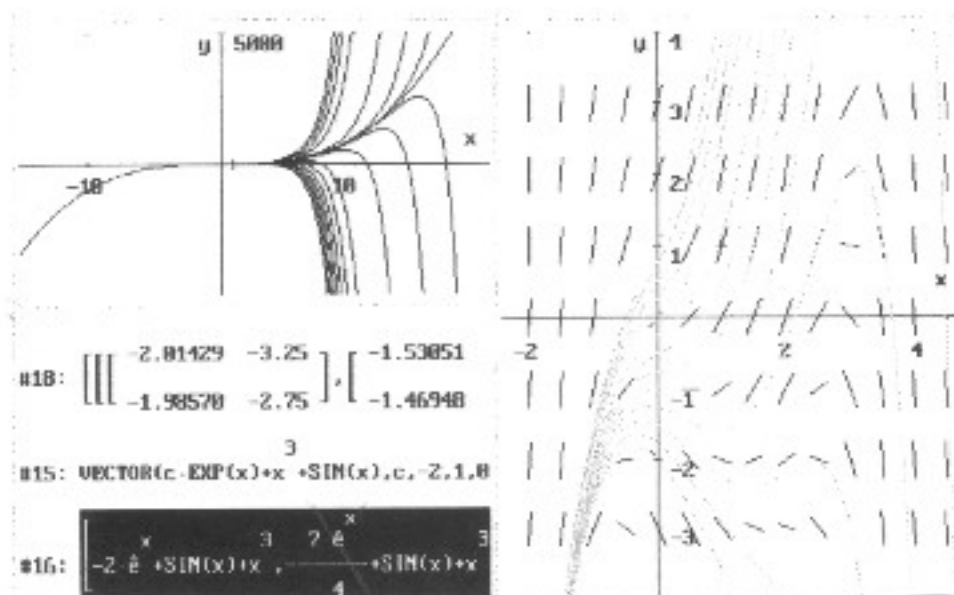 y 5000
x
-10 10
#18: [[[ -2.01429 -3.25 ], [ -1.53051
-1.98570 -2.75 -1.46948
3
#15: VECTOR(c·EXP(x)+x +SIN(x),c,-2,1,0
x 3 x 3
#16: [ -2·ê +SIN(x)+x , +SIN(x)+x
4
y 4
3
2
1
x
-2 2 4
-1
-2
-3